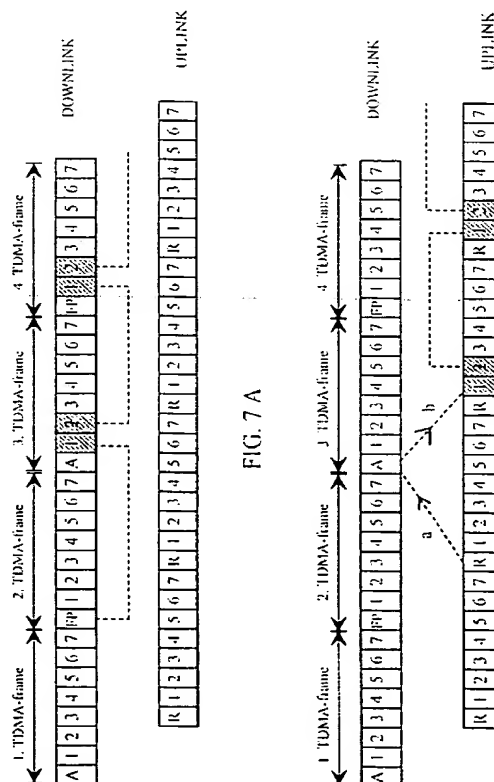 1. TDMA-frame 2. TDMA-frame 3. TDMA-frame 4 TDMA-frame
A 1 2 3 4 5 6 7 FP 1 2 3 4 5 6 7 A 1 2 3 4 5 6 7 FP 1 2 3 4 5 6 7
DOWNLINK
R 1 2 3 4 5 6 7 R 1 2 3 4 5 6 7 R 1 2 3 4 5 6 7 R 1 2 3 4 5 6 7
UPLINK
FIG. 7 A
1 TDMA-frame 2. TDMA-frame 3 TDMA-frame 4 TDMA-frame
A 1 2 3 4 5 6 7 FP 1 2 3 4 5 6 7 A 1 2 3 4 5 6 7 FP 1 2 3 4 5 6 7
DOWNLINK
a b
R 1 2 3 4 5 6 7 R 1 2 3 4 5 6 7 R 1 2 3 4 5 6 7 R 1 2 3 4 5 6 7
UPLINK